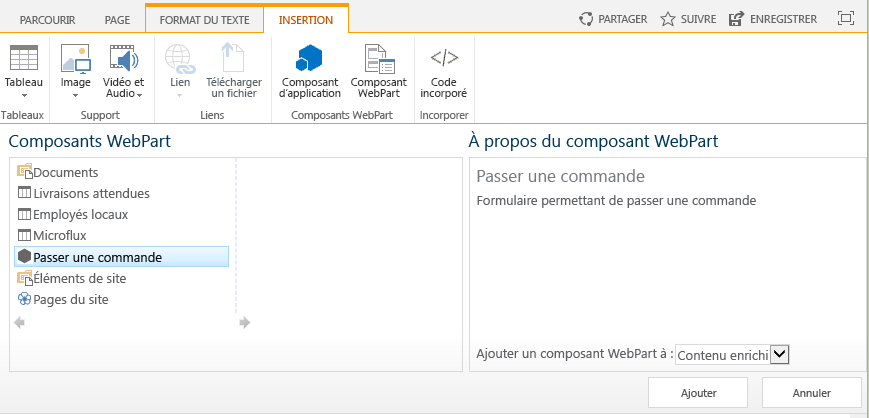 PARCOURIR PAGE FORMAT DU TEXTE INSERTION PARTAGER SUIVRE ENREGISTRER
Tableau Image Vidéo et Audio Lien Télécharger un fichier Composant d'application Composant WebPart Code incorporé
Tableaux Support Liens Composants WebPart Incorporer
Composants WebPart
Documents
Livraisons attendues
Employés locaux
Microflux
Passer une commande
Éléments de site
Pages du site
À propos du composant WebPart
Passer une commande
Formulaire permettant de passer une commande
Ajouter un composant WebPart à : Contenu enrichi
Ajouter Annuler